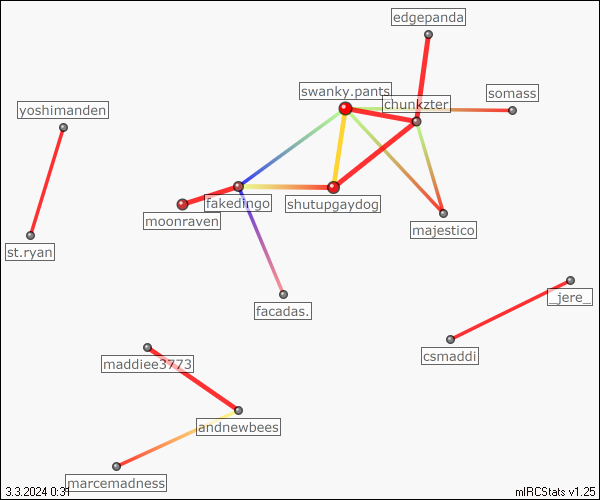 edgepanda
swanky.pants
somass
chunkzter
yoshimanden
fakedingo
shutupgaydog
moonraven
majestico
st.ryan
_jere_
facadas.
csmaddi
maddiee3773
andnewbees
marcemadness
3.3.2024 0:31
mIRCStats v1.25